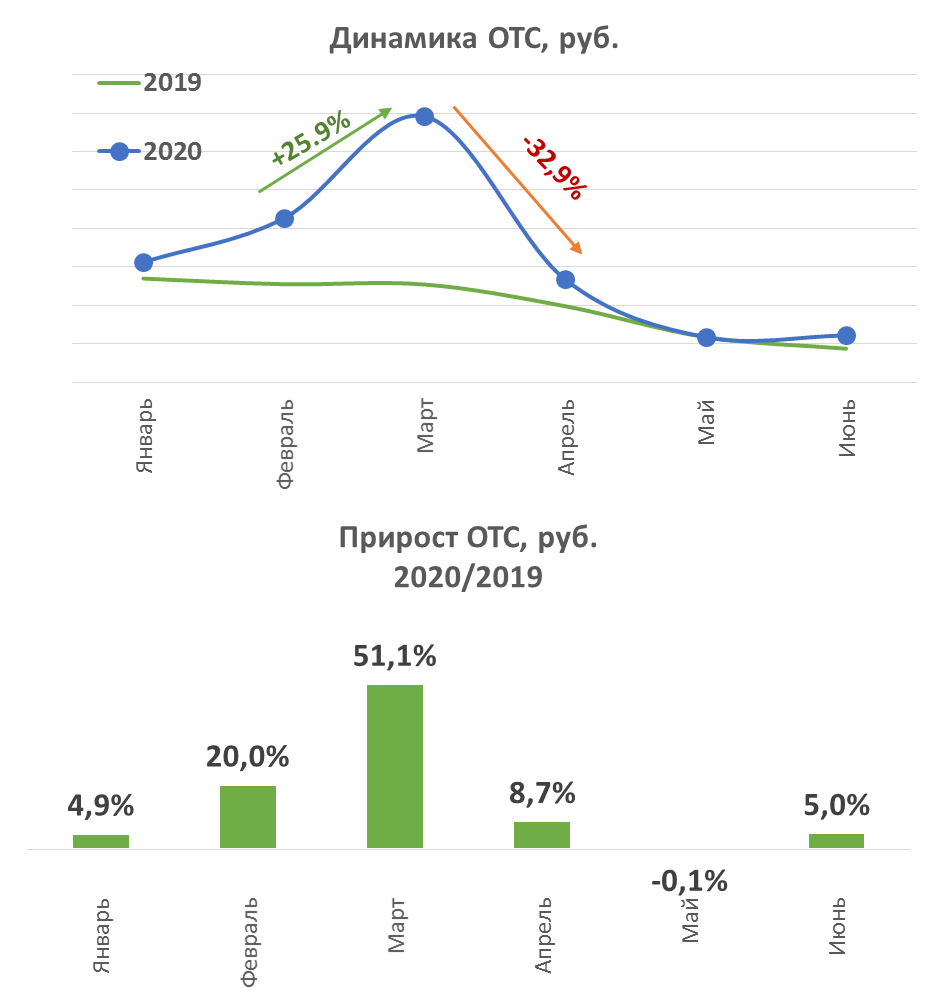 Динамика ОТС, руб.
2019
2020
+25.9%
-32,9%
Январь
Февраль
Март
Апрель
Май
Июнь
Прирост ОТС, руб.
2020/2019
4,9%
20,0%
51,1%
8,7%
-0,1%
5,0%
Январь
Февраль
Март
Апрель
Май
Июнь